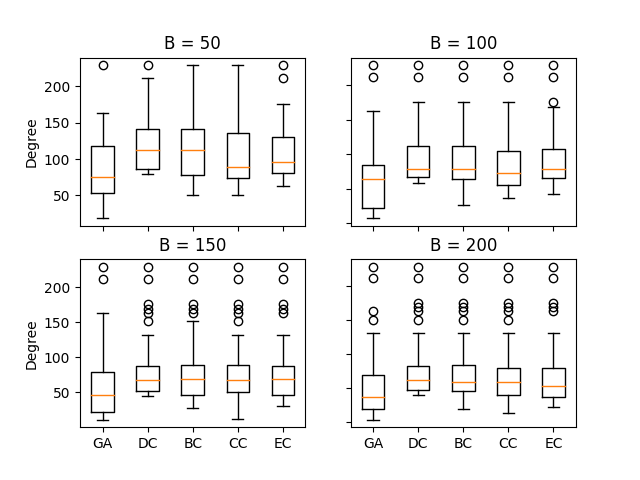 B = 50
B = 100
Degree
200
150
100
50
B = 150
B = 200
Degree
200
150
100
50
GA DC BC CC EC
GA DC BC CC EC